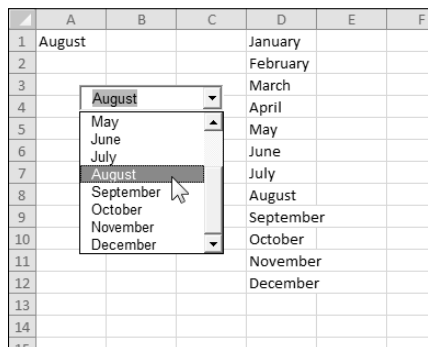 A B C D E F
1 August January
2 February
3 March
August
4 April
May
5 May
June
6 June
July
7 July
August
8 August
September
9 September
October
10 October
November
11 November
December
12 December
13
14
15